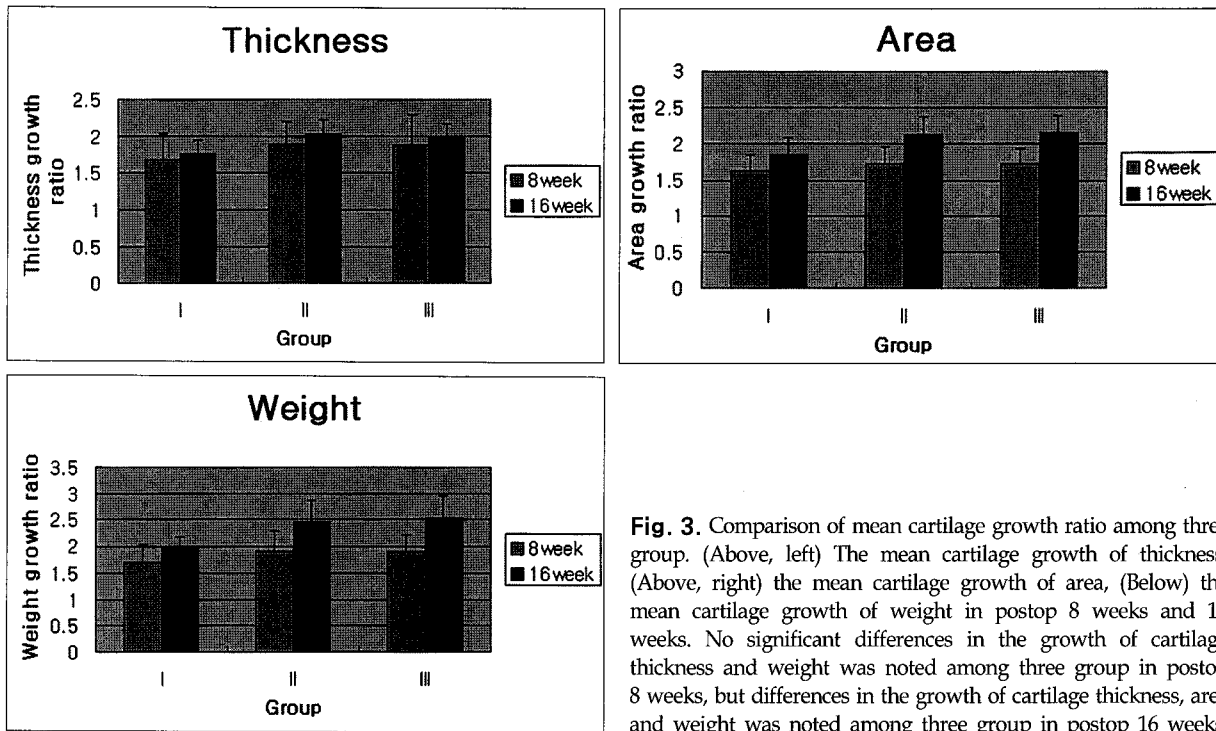 Thickness
Thickness growth
ratio
2.5
2
1.5
1
0.5
0
I
II
III
Group
8week
16week
Area
Area growth ratio
3
2.5
2
1.5
1
0.5
0
I
II
III
Group
8week
16week
Weight
Weight growth ratio
3.5
3
2.5
2
1.5
1
0.5
0
I
II
III
Group
8week
16week
Fig. 3. Comparison of mean cartilage growth ratio among thre
group. (Above, left) The mean cartilage growth of thickness
(Above, right) the mean cartilage growth of area, (Below) th
mean cartilage growth of weight in postop 8 weeks and 1
weeks. No significant differences in the growth of cartilag
thickness and weight was noted among three group in posto
8 weeks, but differences in the growth of cartilage thickness, are
and weight was noted among three group in postop 16 weeks